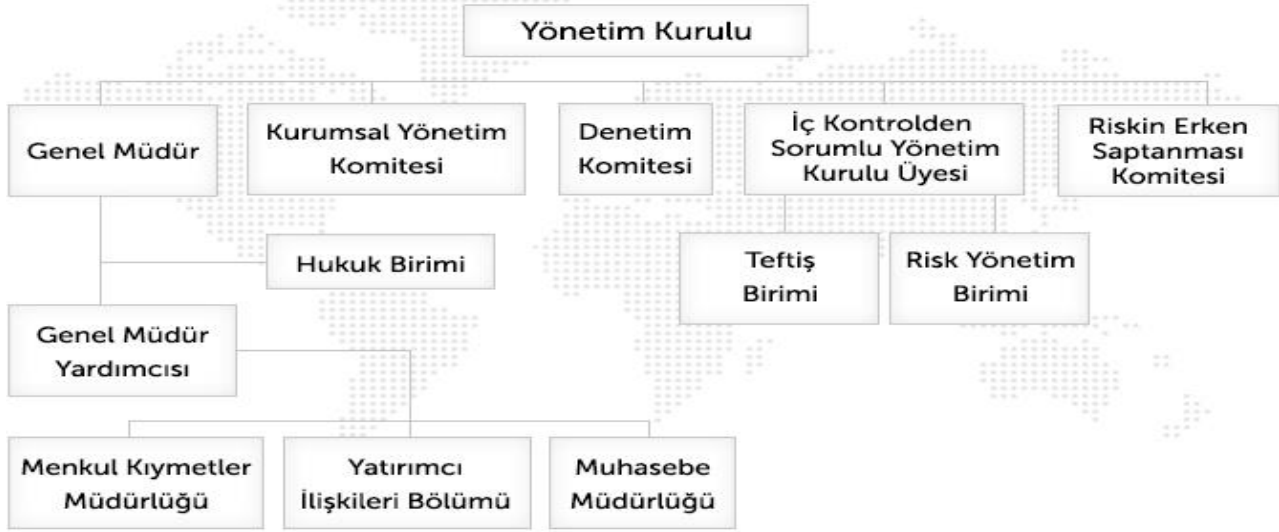 Yönetim Kurulu
Genel Müdür
Kurumsal Yönetim
Komitesi
Denetim
Komitesi
İç Kontrolden
Sorumlu Yönetim
Kurulu Üyesi
Riskin Erken
Saptanması
Komitesi
Hukuk Birimi
Teftiş
Birimi
Risk Yönetim
Birimi
Genel Müdür
Yardımcısı
Menkul Kıymetler
Müdürlüğü
Yatırımcı
İlişkileri Bölümü
Muhasebe
Müdürlüğü